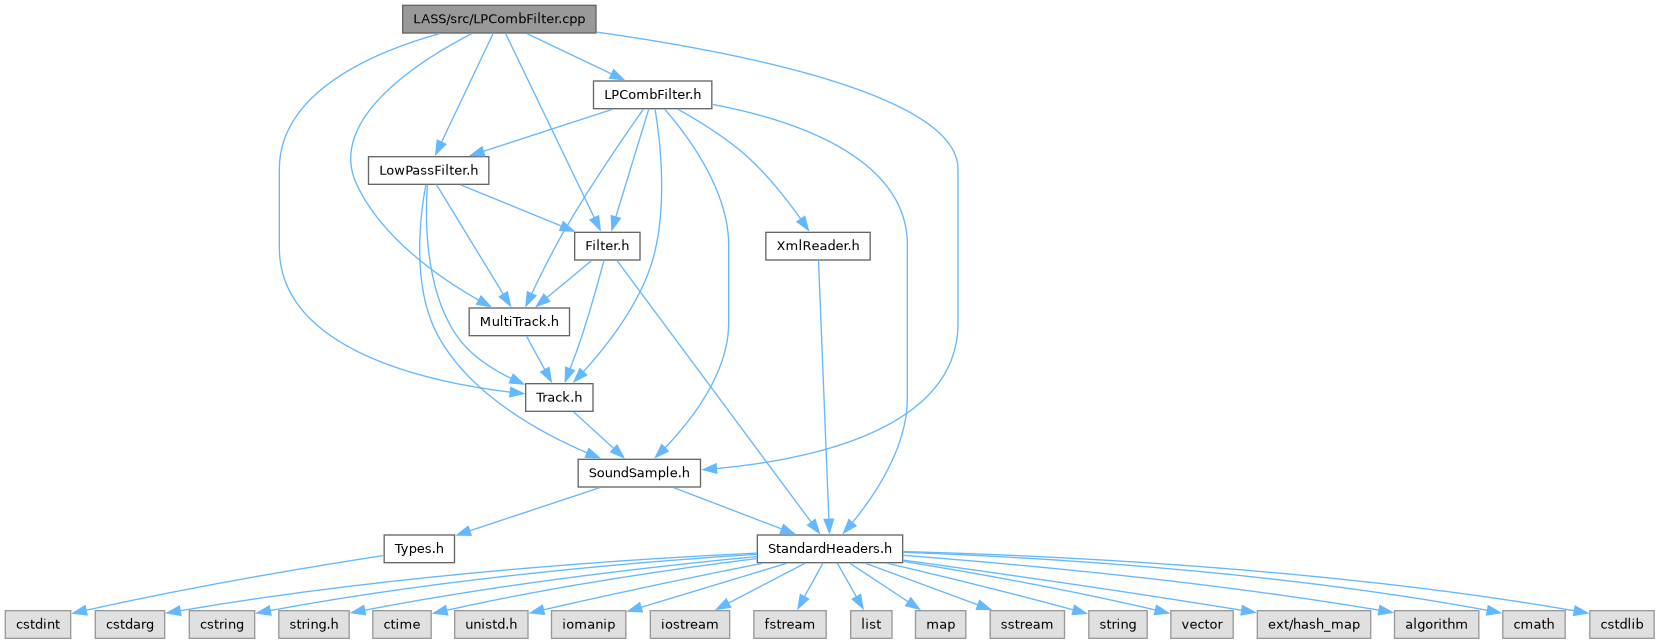 LASS/src/LPCombFilter.cpp
LPCombFilter.h
LowPassFilter.h
Filter.h
XmlReader.h
MultiTrack.h
Track.h
SoundSample.h
Types.h
StandardHeaders.h
cstdint
cstdarg
cstring
string.h
ctime
unistd.h
iomanip
iostream
fstream
list
map
sstream
string
vector
ext/hash_map
algorithm
cmath
cstdlib